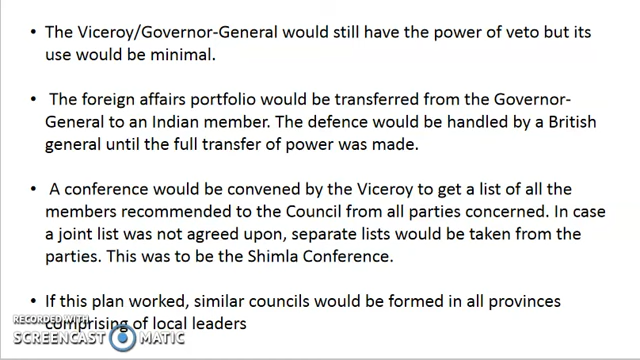 • The Viceroy/Governor-General would still have the power of veto but its
use would be minimal.
• The foreign affairs portfolio would be transferred from the Governor-
General to an Indian member. The defence would be handled by a British
general until the full transfer of power was made.
• A conference would be convened by the Viceroy to get a list of all the
members recommended to the Council from all parties concerned. In case
a joint list was not agreed upon, separate lists would be taken from the
parties. This was to be the Shimla Conference.
• If this plan worked, similar councils would be formed in all provinces
RECORDED WITH
comprising of local leaders
SCREENCAST MATIC